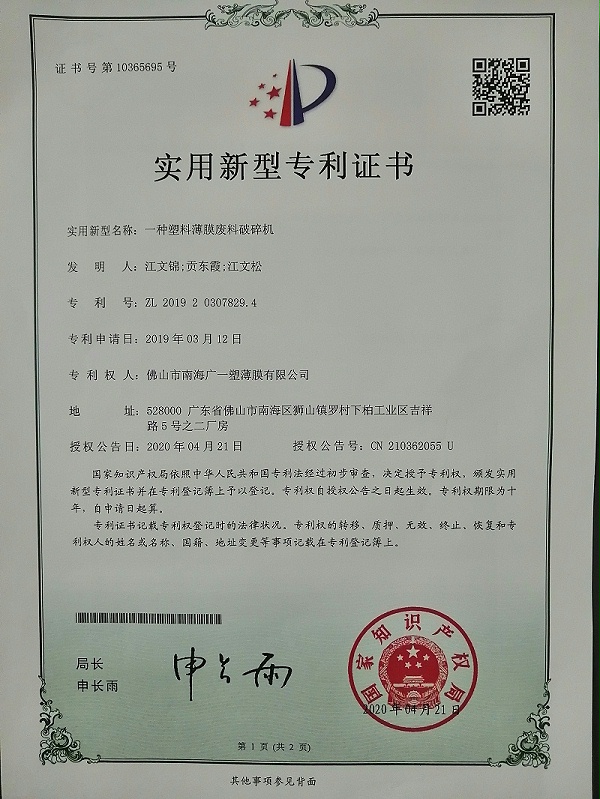 证书号第10365695号
实用新型专利证书
实用新型名称：一种塑料薄膜废料破碎机
发明人：江文锦;贡东霞;江文松
专利号：ZL 2019 2 0307829.4
专利申请日：2019年03月12日
专利权人：佛山市南海广一塑薄膜有限公司
地址：528000 广东省佛山市南海区狮山镇罗村下柏工业区吉祥
路5号之二厂房
授权公告日：2020年04月21日 授权公告号：CN 210362055 U
国家知识产权局依照中华人民共和国专利法经过初步审查，决定授予专利权，颁发实用
新型专利证书并在专利登记簿上予以登记。专利权自授权公告之日起生效。专利权期限为十
年，自申请日起算。
专利证书记载专利权登记时的法律状况。专利权的转移、质押、无效、终止、恢复和专
利权人的姓名或名称、国籍、地址变更等事项记载在专利登记簿上。
局长
申长雨
申长雨
国家知识产权局
2020年04月21日
第 1 页 (共 2 页)
其他事项参见背面